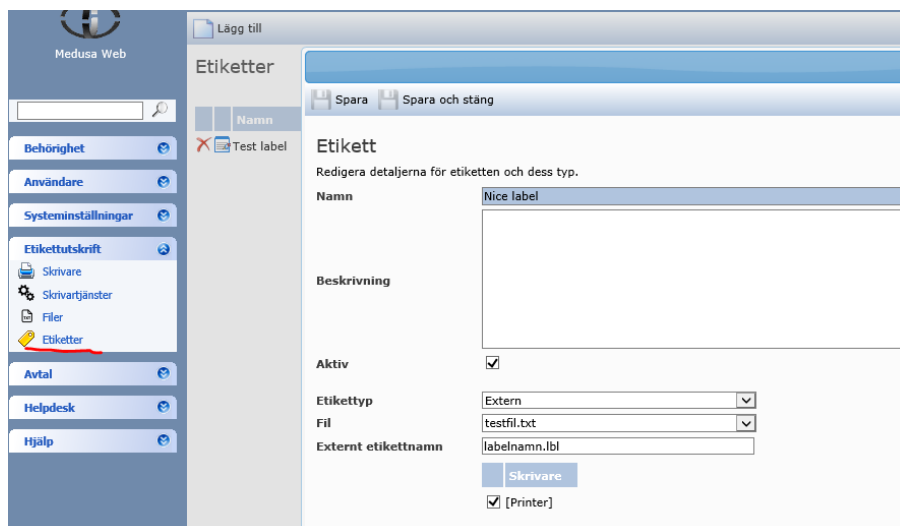 Medusa Web
Behörighet
Användare
Systeminställningar
Etikettutskrift
Skrivare
Skrivartjänster
Filer
Etiketter
Avtal
Helpdesk
Hjälp
Lägg till
Etiketter
Namn
Test label
Spara Spara och stäng
Etikett
Redigera detaljerna för etiketten och dess typ.
Namn Nice label
Beskrivning
Aktiv
Etikettyp Extern
Fil testfil.txt
Externt etikettnamn labelnamn.lbl
Skrivare
[Printer]